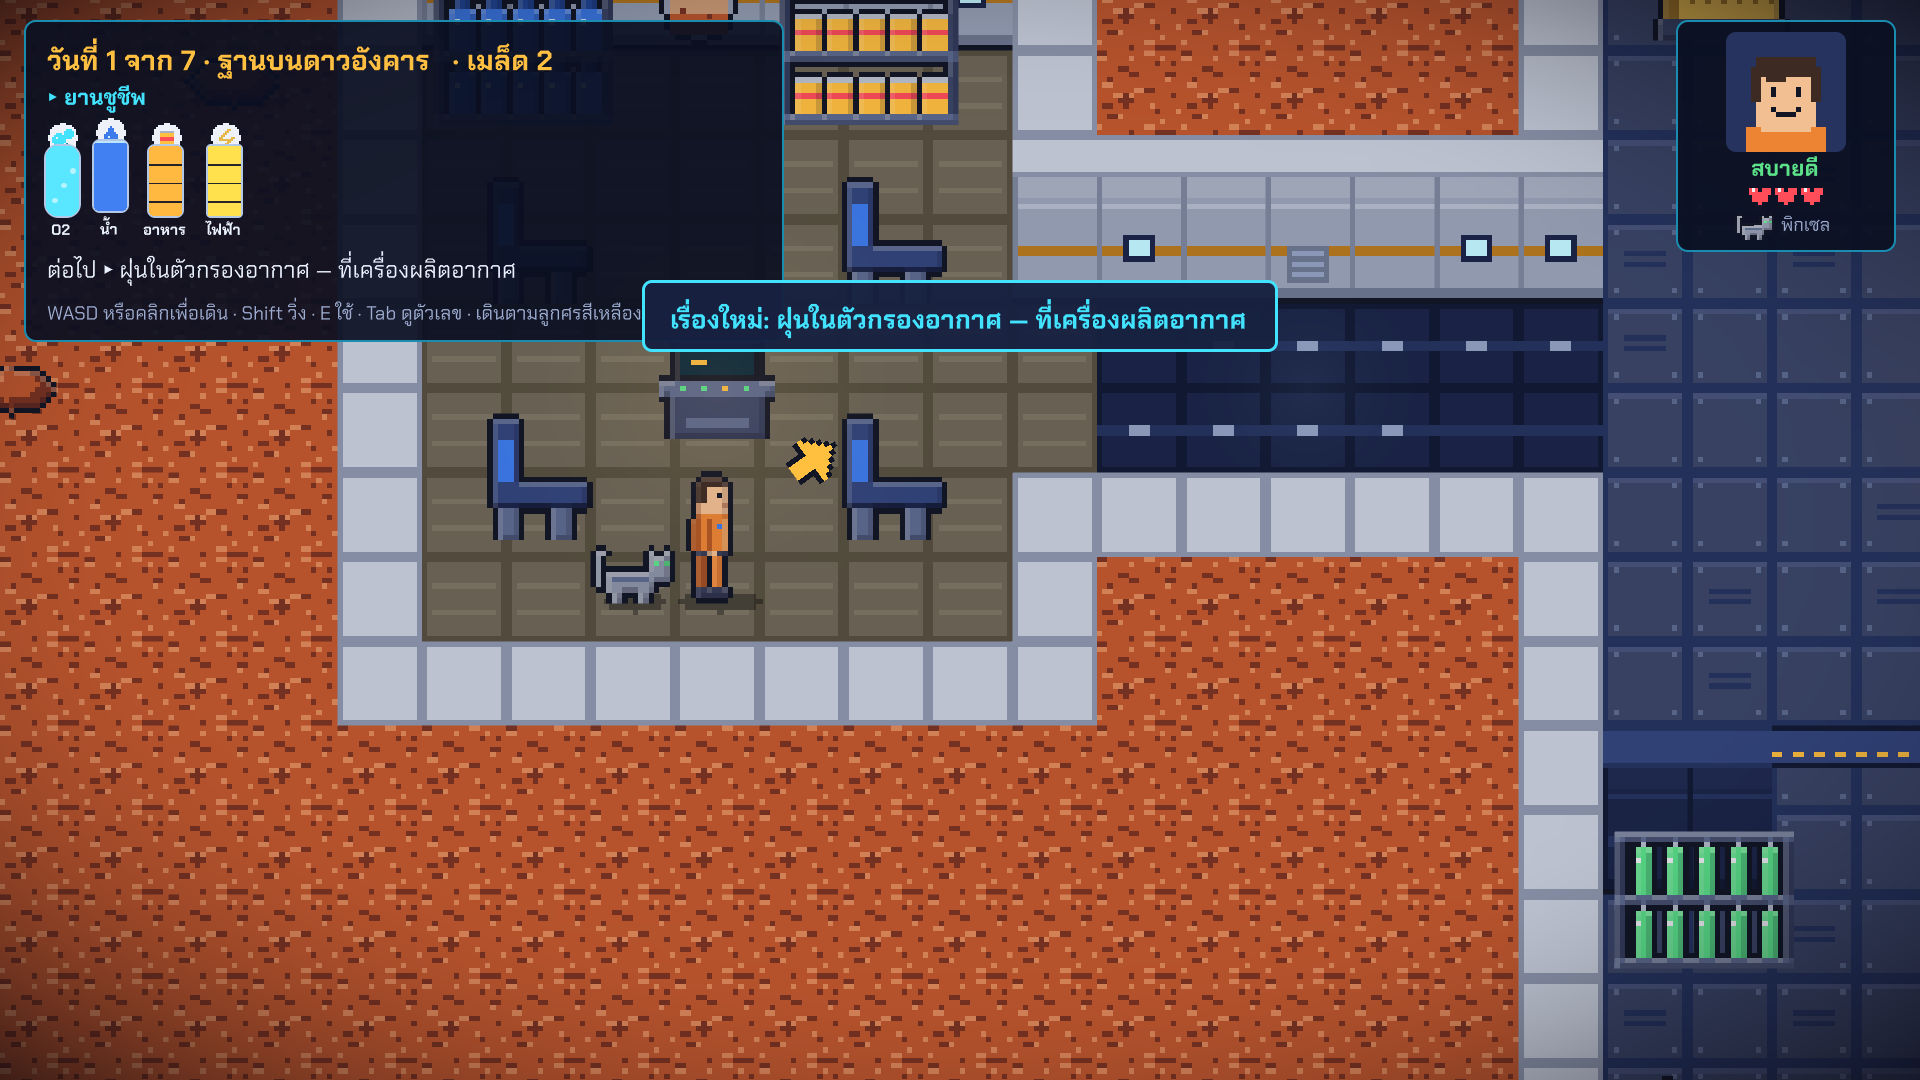 วันที่ 1 จาก 7 · ฐานบนดาวอังคาร · เมล็ด 2
▸ ยานชูชีพ
O2 น้ำ อาหาร ไฟฟ้า
ต่อไป ▸ ฝุ่นในตัวกรองอากาศ — ที่เครื่องผลิตอากาศ
WASD หรือคลิกเพื่อเดิน · Shift วิ่ง · E ใช้ · Tab ดูตัวเลข · เดินตามลูกศรสีเหลือง
เรื่องใหม่: ฝุ่นในตัวกรองอากาศ — ที่เครื่องผลิตอากาศ
สบายดี
พิกเซล